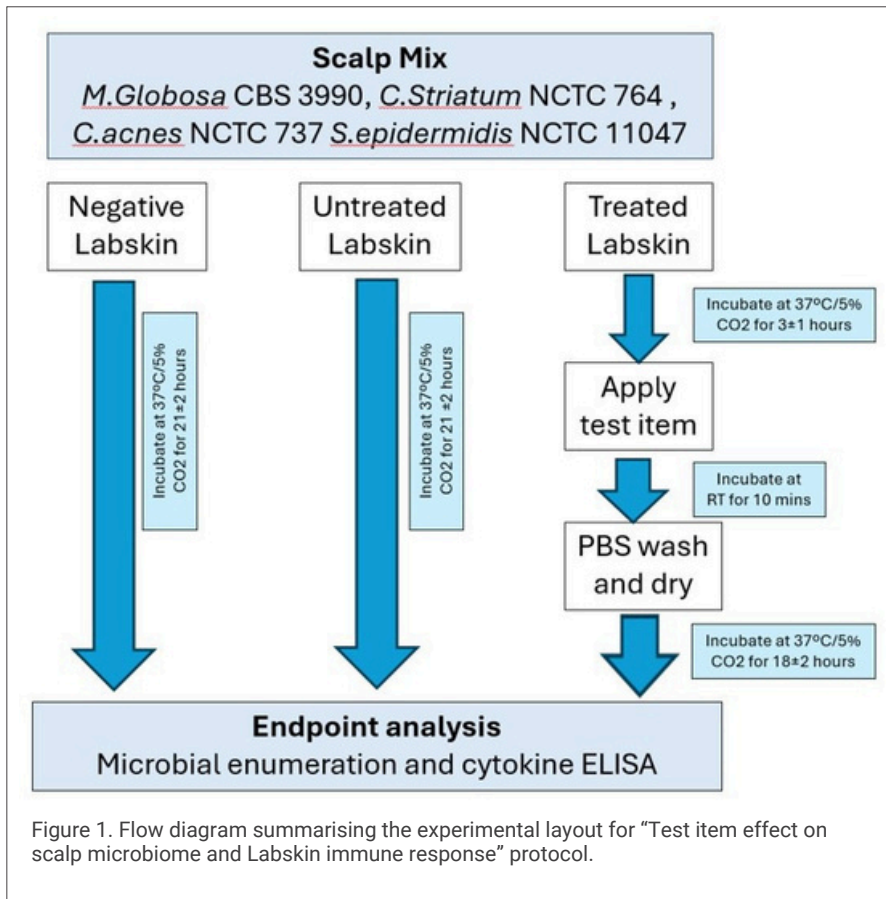 Scalp Mix
M.Globosa CBS 3990, C.Striatum NCTC 764 ,
C.acnes NCTC 737 S.epidermidis NCTC 11047
Negative
Labskin
Untreated
Labskin
Treated
Labskin
Incubate at 37ºC/5%
CO2 for 21±2 hours
Incubate at 37ºC/5%
CO2 for 21 ±2 hours
Incubate at 37ºC/5%
CO2 for 3±1 hours
Apply
test item
Incubate at
RT for 10 mins
PBS wash
and dry
Incubate at 37ºC/5%
CO2 for 18±2 hours
Endpoint analysis
Microbial enumeration and cytokine ELISA
Figure 1. Flow diagram summarising the experimental layout for “Test item effect on
scalp microbiome and Labskin immune response” protocol.